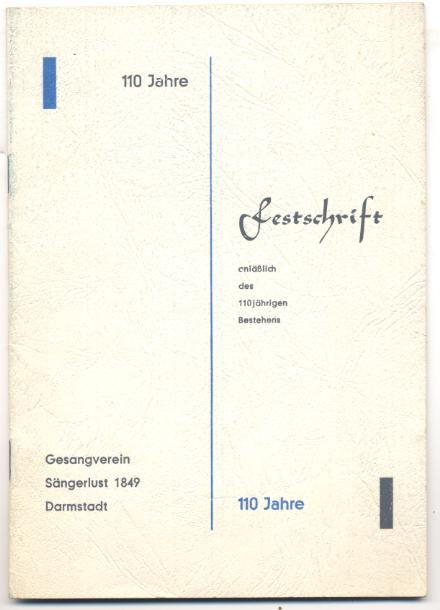 110 Jahre
Festschrift
anläßlich
des
110jährigen
Bestehens
Gesangverein
Sängerlust 1849
Darmstadt
110 Jahre